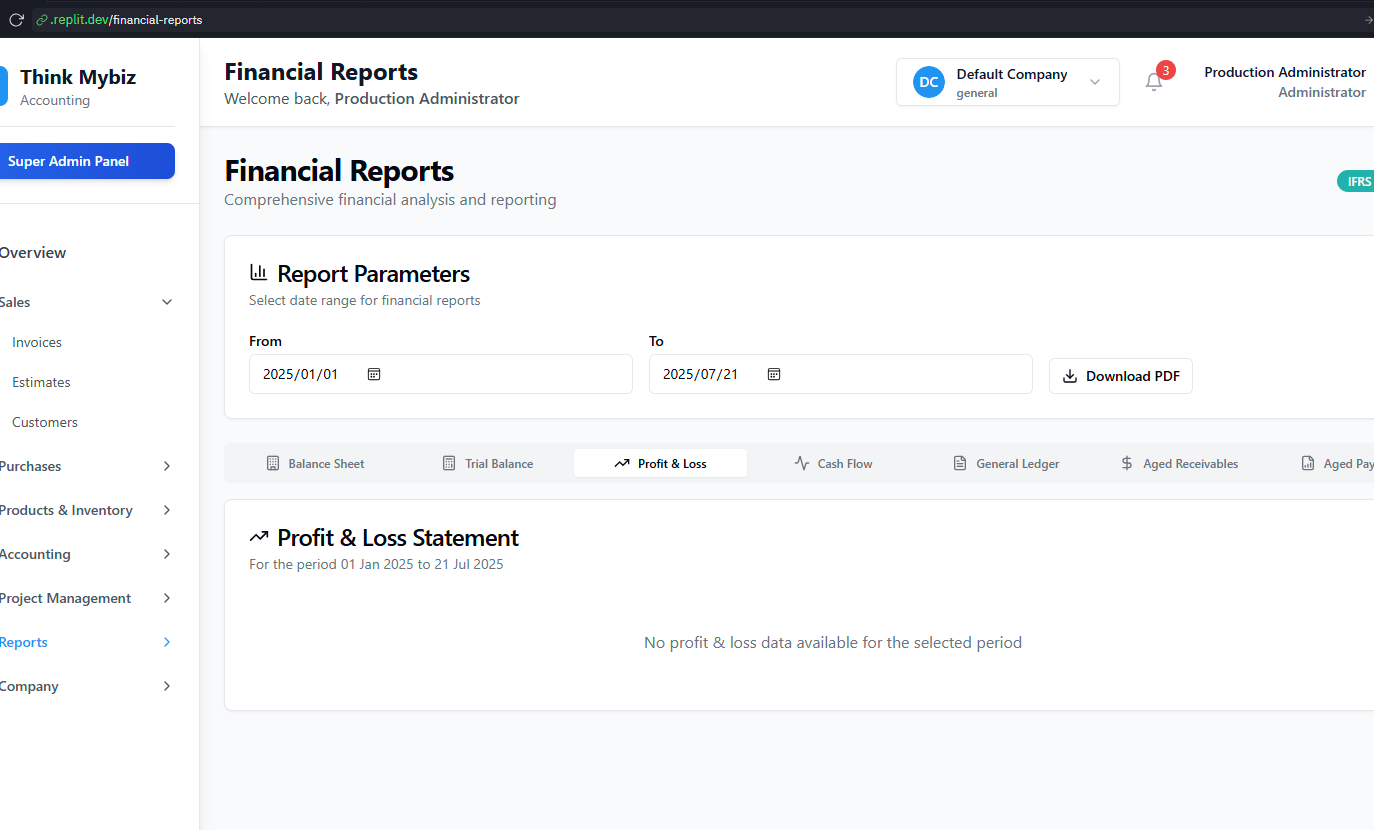 .replit.dev/financial-reports
Think Mybiz
Accounting
Super Admin Panel
Overview
Sales
Invoices
Estimates
Customers
Purchases
Products & Inventory
Accounting
Project Management
Reports
Company
Financial Reports
Welcome back, Production Administrator
DC
Default Company
general
3
Production Administrator
Administrator
Financial Reports
Comprehensive financial analysis and reporting
IFRS
Report Parameters
Select date range for financial reports
From
To
2025/01/01
2025/07/21
Download PDF
Balance Sheet
Trial Balance
Profit & Loss
Cash Flow
General Ledger
Aged Receivables
Aged Pay
Profit & Loss Statement
For the period 01 Jan 2025 to 21 Jul 2025
No profit & loss data available for the selected period